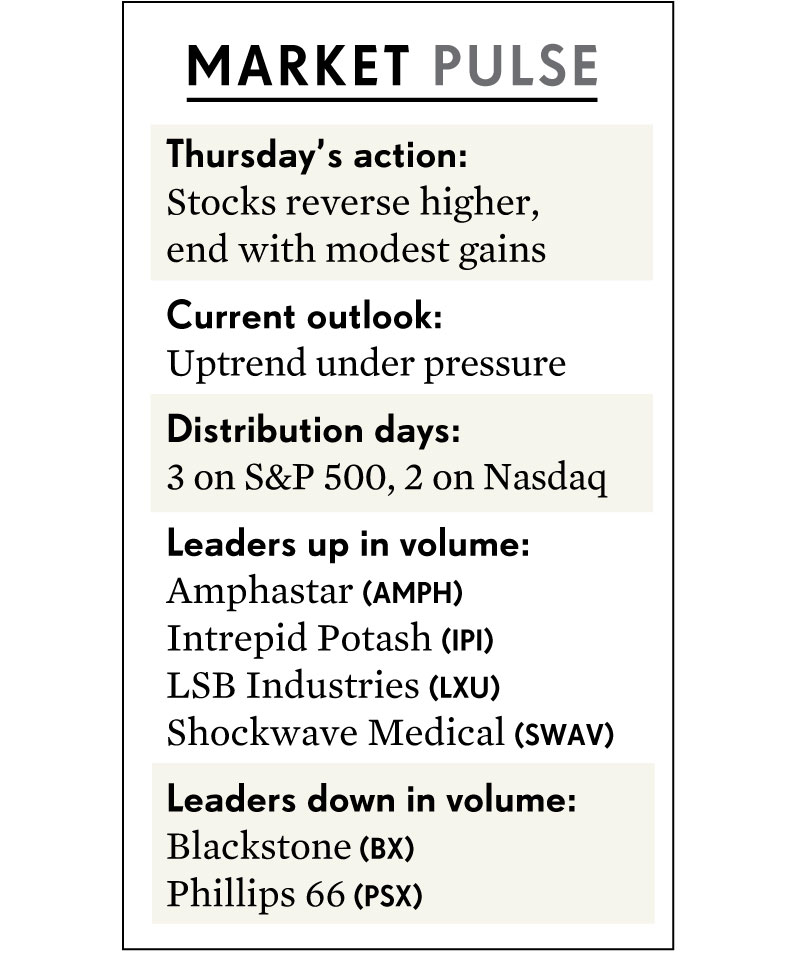 MARKET PULSE
Thursday’s action:
Stocks reverse higher,
end with modest gains
Current outlook:
Uptrend under pressure
Distribution days:
3 on S&P 500, 2 on Nasdaq
Leaders up in volume:
Amphastar (AMPH)
Intrepid Potash (IPI)
LSB Industries (LXU)
Shockwave Medical (SWAV)
Leaders down in volume:
Blackstone (BX)
Phillips 66 (PSX)